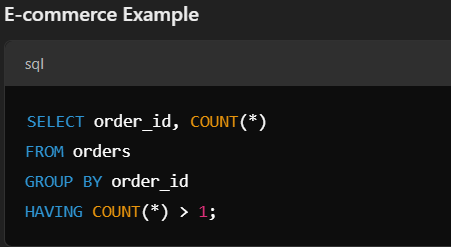 E-commerce Example
sql
SELECT order_id, COUNT(*)
FROM orders
GROUP BY order_id
HAVING COUNT(*) > 1;